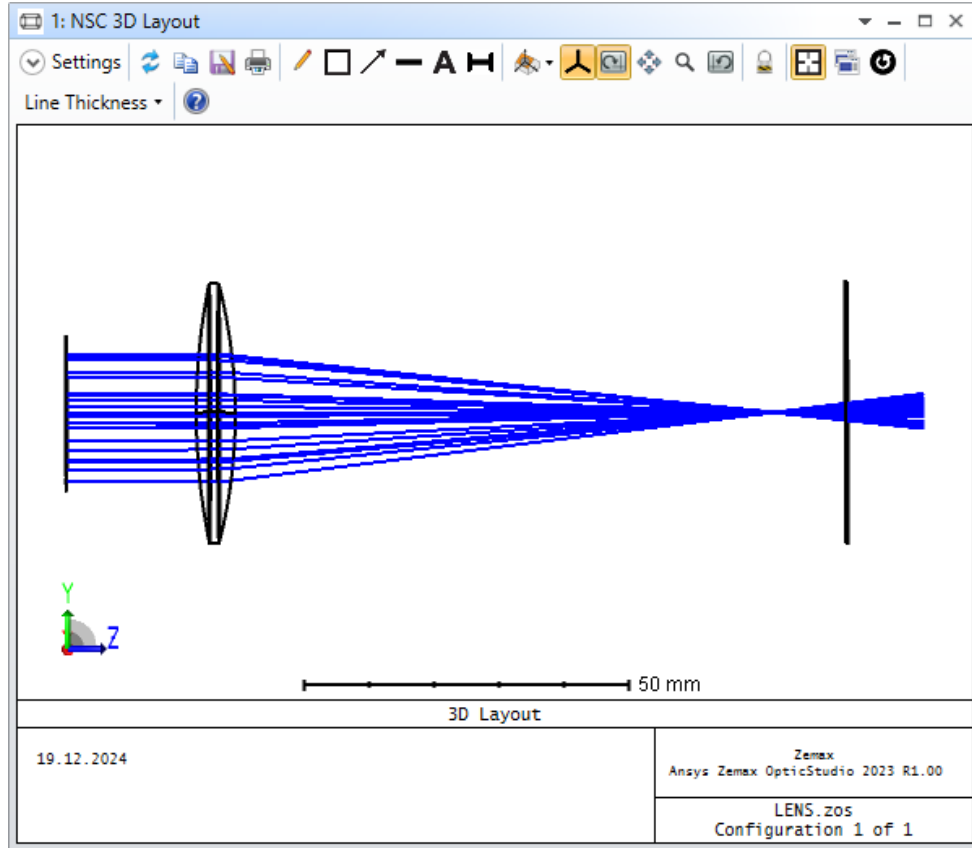 1: NSC 3D Layout
Settings
A
Line Thickness
?
Y
Z
50 mm
3D Layout
19.12.2024
Zemax
Ansys Zemax OpticStudio 2023 R1.00
LENS.zos
Configuration 1 of 1